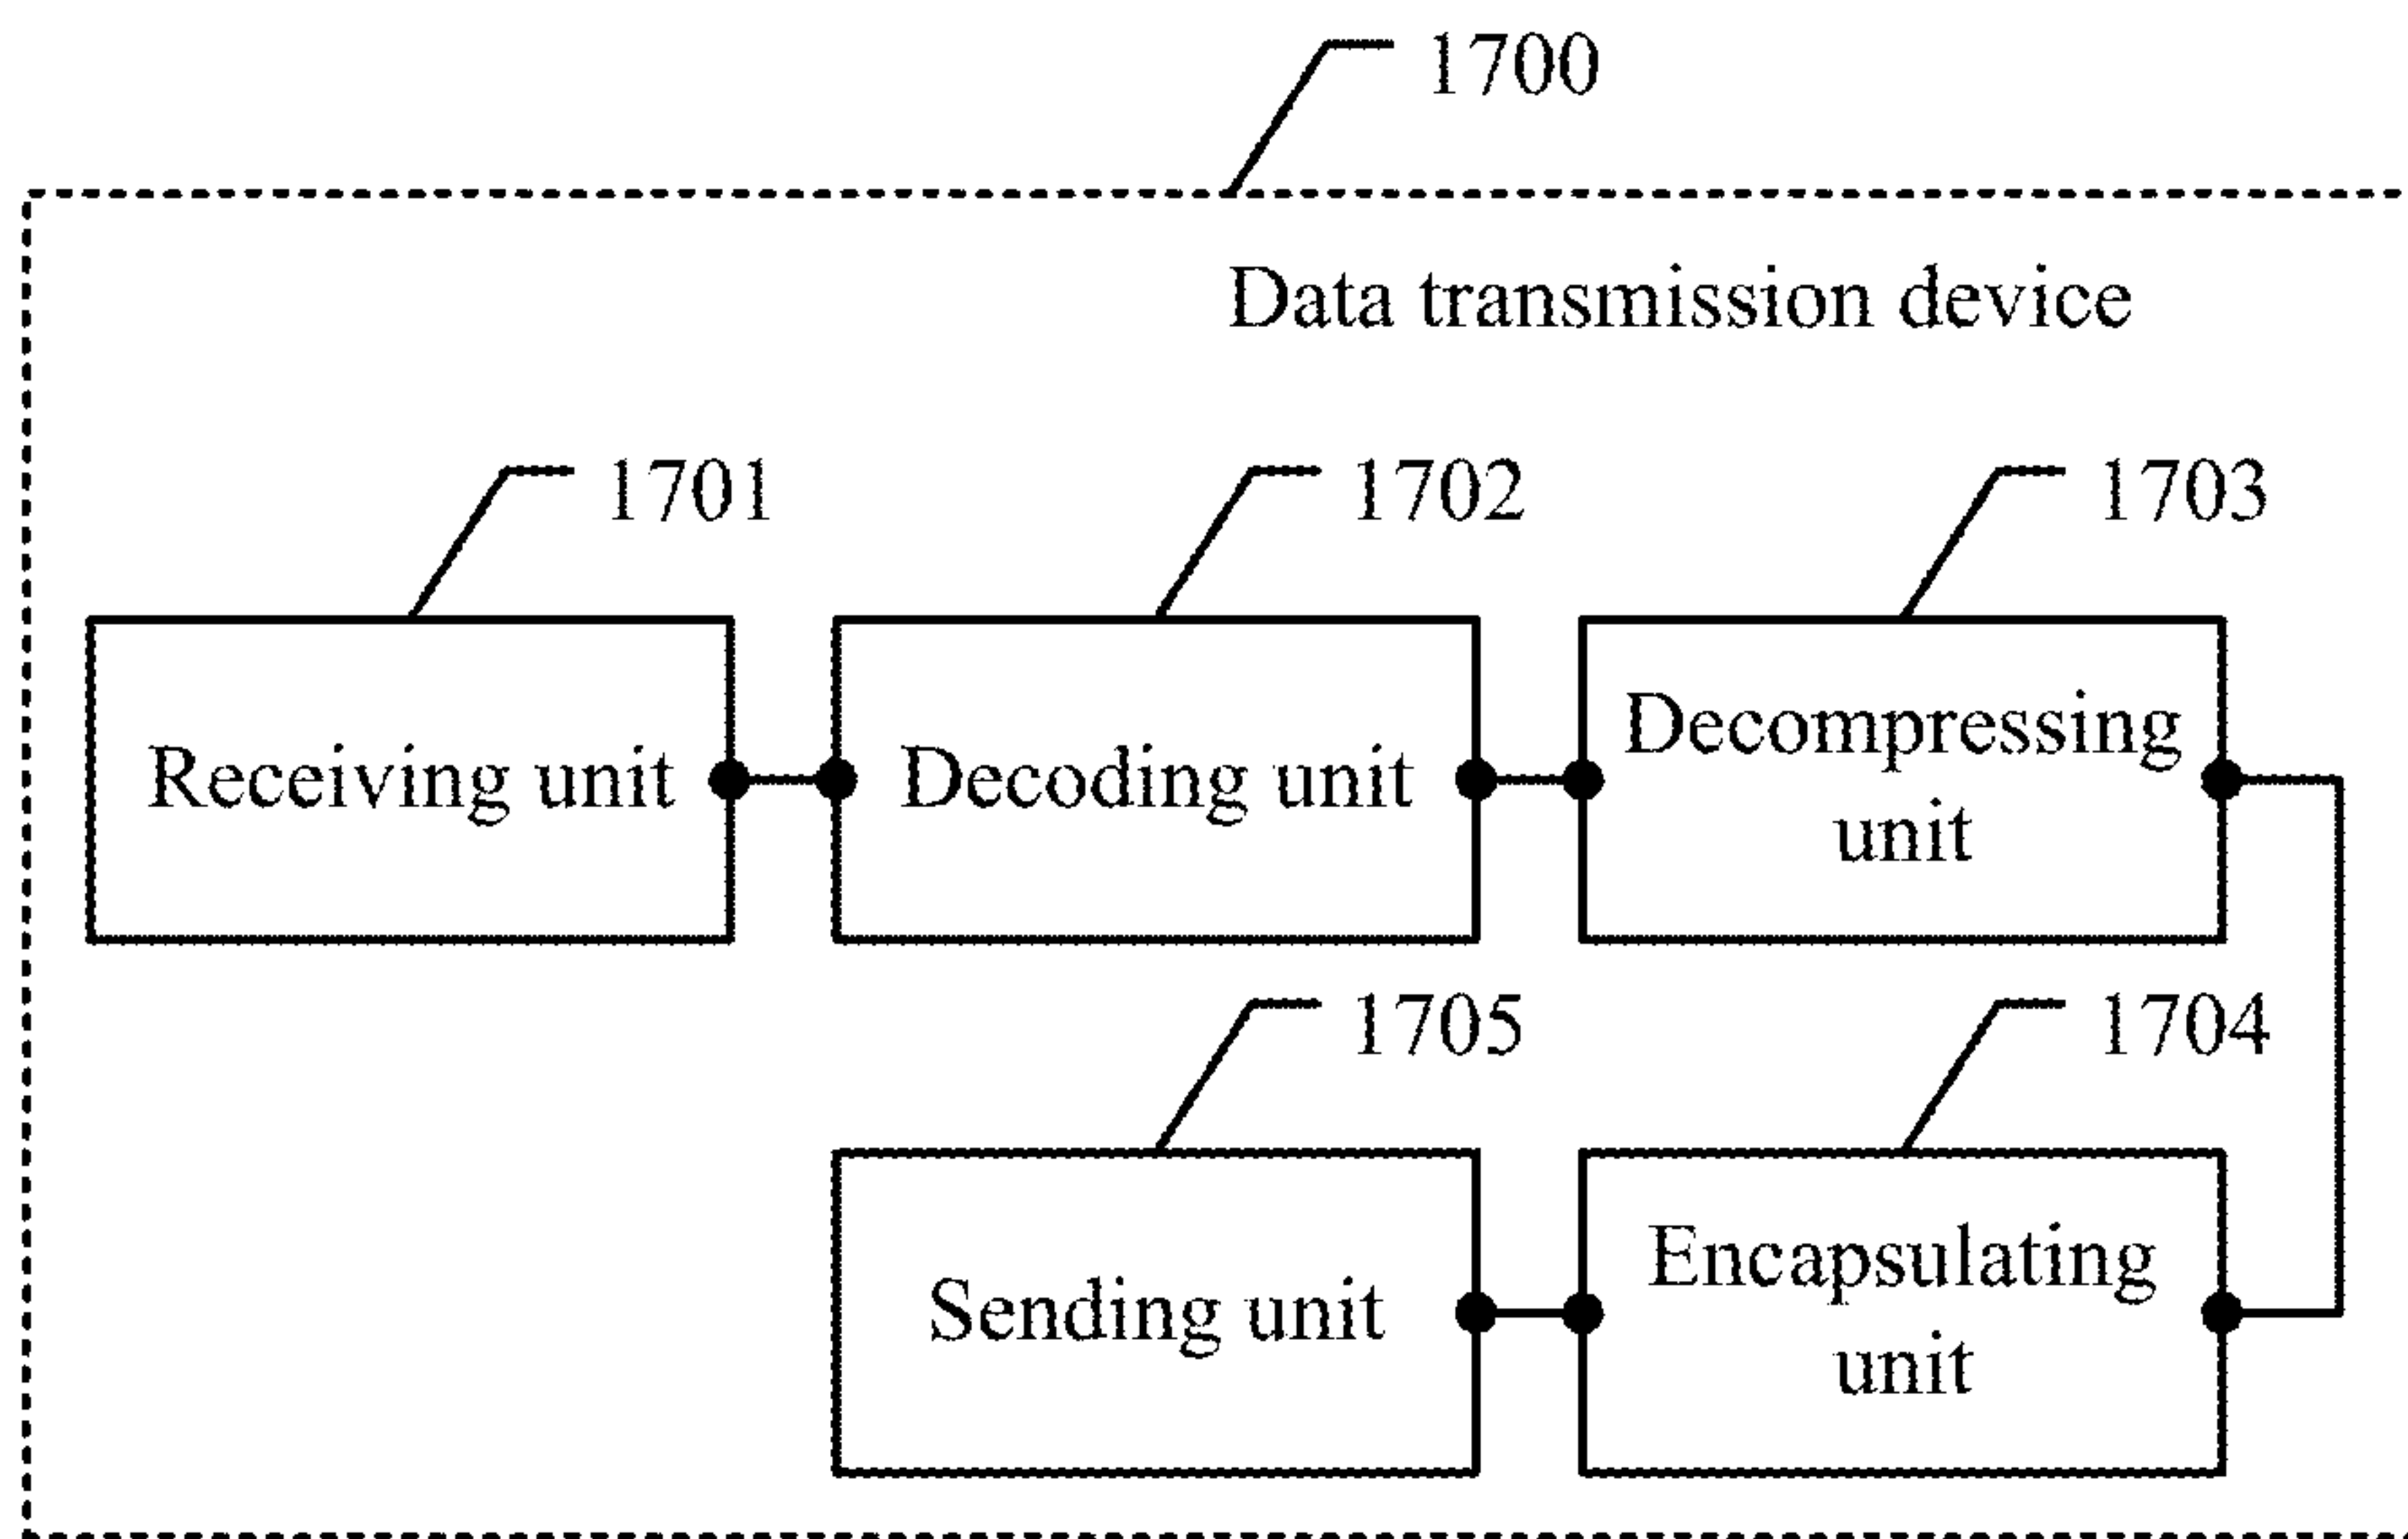 1700
Data transmission device
1701
1702
1703
Receiving unit
Decoding unit
Decompressing
unit
1705
1704
Sending unit
Encapsulating
unit